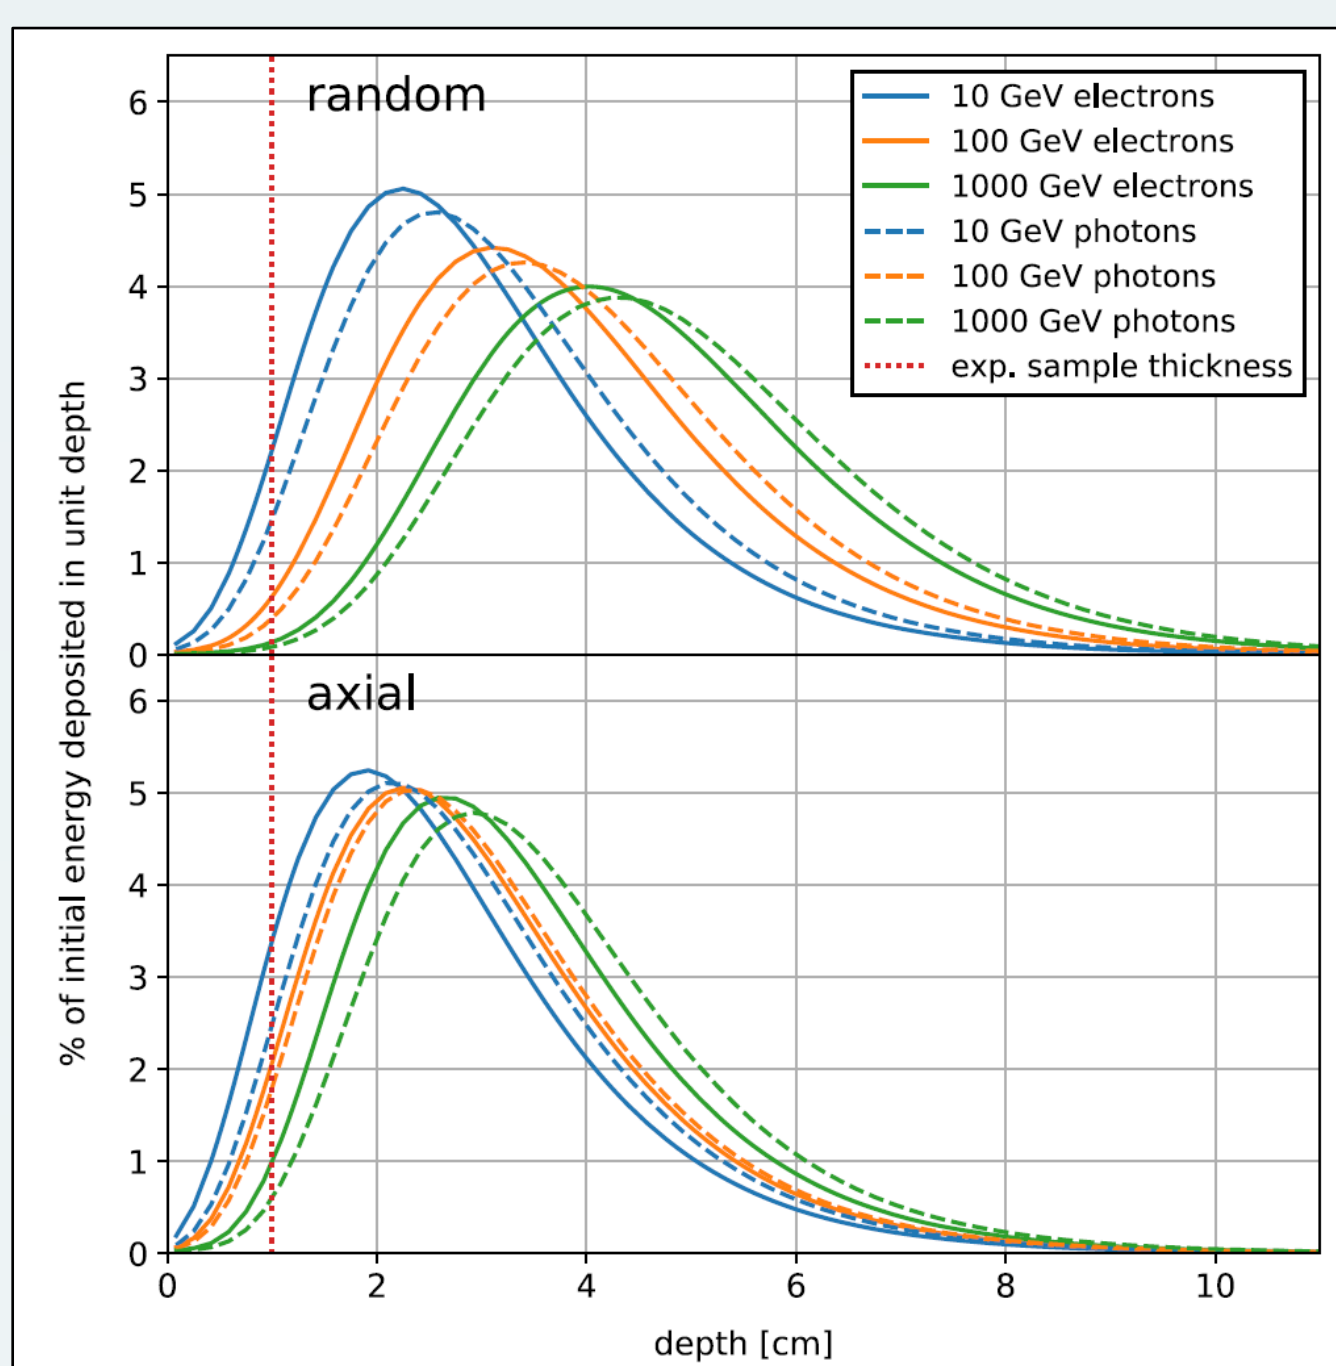 random
6
5
4
3
2
1
0
10 GeV electrons
100 GeV electrons
1000 GeV electrons
10 GeV photons
100 GeV photons
1000 GeV photons
exp. sample thickness
% of initial energy deposited in unit depth
axial
6
5
4
3
2
1
0
0 2 4 6 8 10
depth [cm]